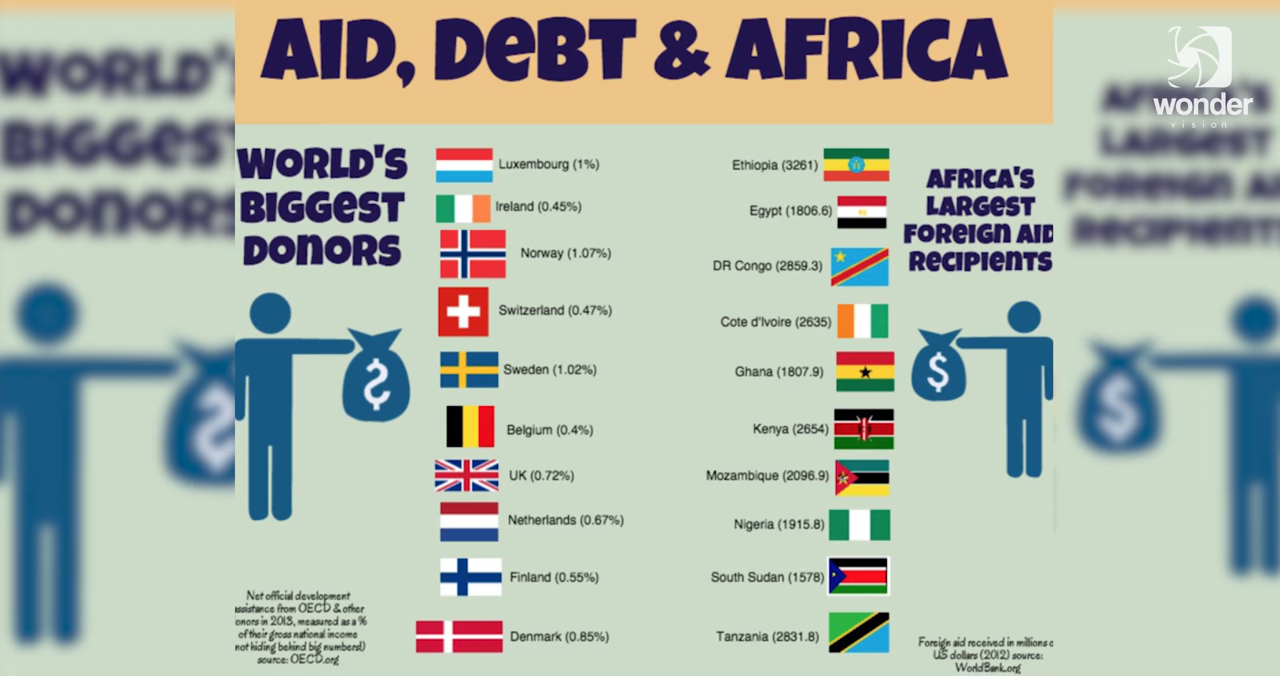 AID, DEBT & AFRICA
wonder
vision
WORLD'S
BIGGEST
DONORS
Luxembourg (1%)
Ireland (0.45%)
Norway (1.07%)
Switzerland (0.47%)
Sweden (1.02%)
Belgium (0.4%)
UK (0.72%)
Netherlands (0.67%)
Finland (0.55%)
Denmark (0.85%)
Net official development
ssistance from OECD & other
onors in 2013, measured as a %
of their gross national income
not hiding behind big numbers!)
source: OECD.org
Ethiopia (3261)
Egypt (1806.6)
DR Congo (2859.3)
Cote d'Ivoire (2635)
Ghana (1807.9)
Kenya (2654)
Mozambique (2096.9)
Nigeria (1915.8)
South Sudan (1578)
Tanzania (2831.8)
AFRICA'S
LARGEST
FOREIGN AID
RECIPIENTS
$
$
Foreign aid received in millions o
US dollars (2012) source:
WorldBank.org